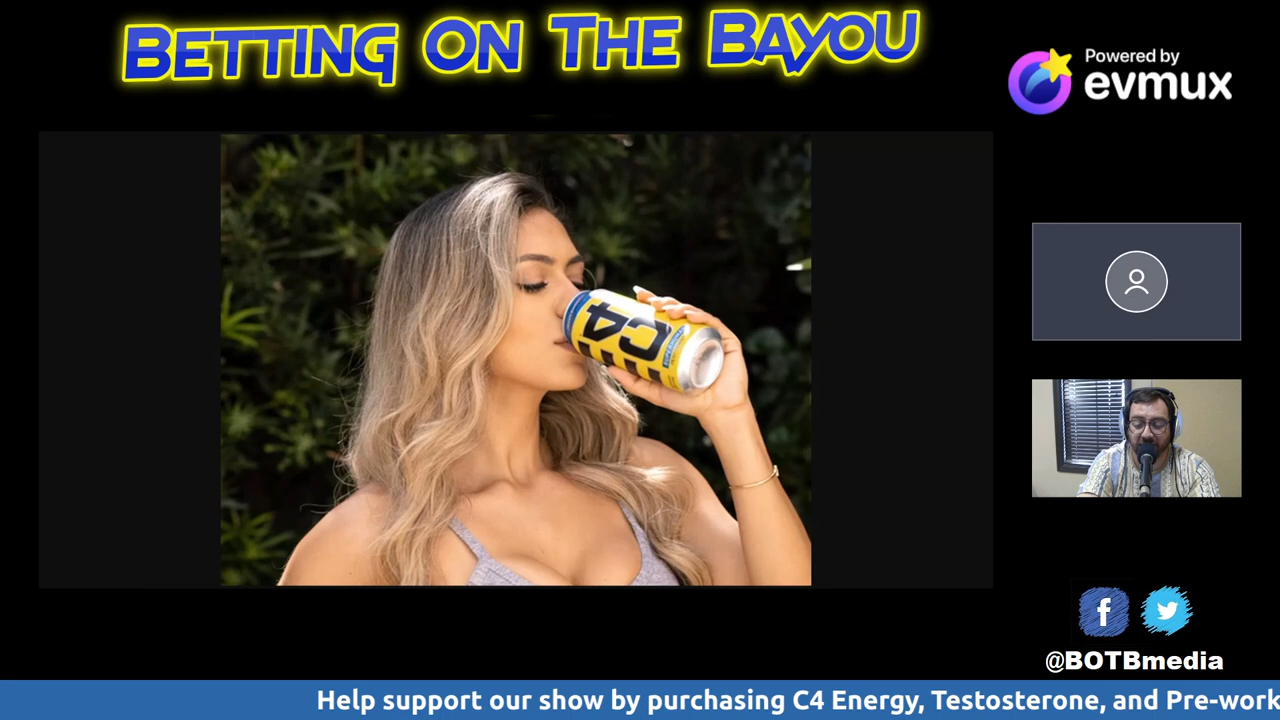 Betting On The Bayou
Powered by
evmux
C4
@BOTBmedia
Help support our show by purchasing C4 Energy, Testosterone, and Pre-work